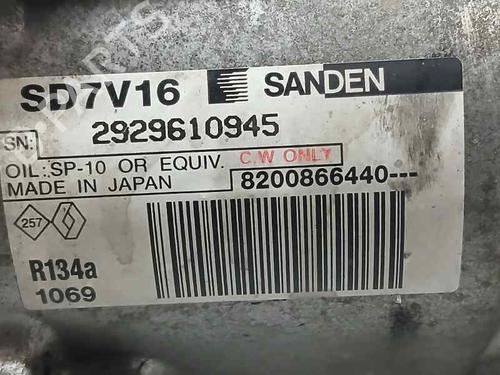 SD7V16 SANDEN
SN: 2929610945
OIL:SP-10 OR EQUIV. C.W ONLY
MADE IN JAPAN 8200866440---
257
R134a
1069